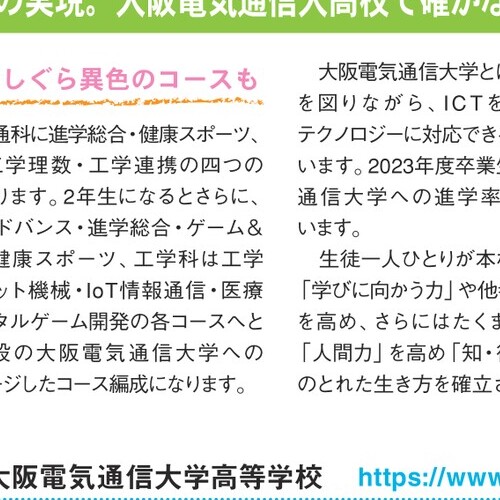 の実現。大阪電気通信大高校で確かな
しぐら異色のコースも
通科に進学総合・健康スポーツ、
工学理数・工学連携の四つの
ります。2年生になるとさらに、
ドバンス・進学総合・ゲーム&
健康スポーツ、工学科は工学
ット機械・IoT情報通信・医療
タルゲーム開発の各コースへと
設の大阪電気通信大学への
ージしたコース編成になります。
大阪電気通信大学とに
を図りながら、ICTを
テクノロジーに対応でき
います。2023年度卒業生
通信大学への進学率
います。
生徒一人ひとりが本
「学びに向かう力」や他
を高め、さらにはたくま
「人間力」を高め「知・
のとれた生き方を確立さ
大阪電気通信大学高等学校 https://www.